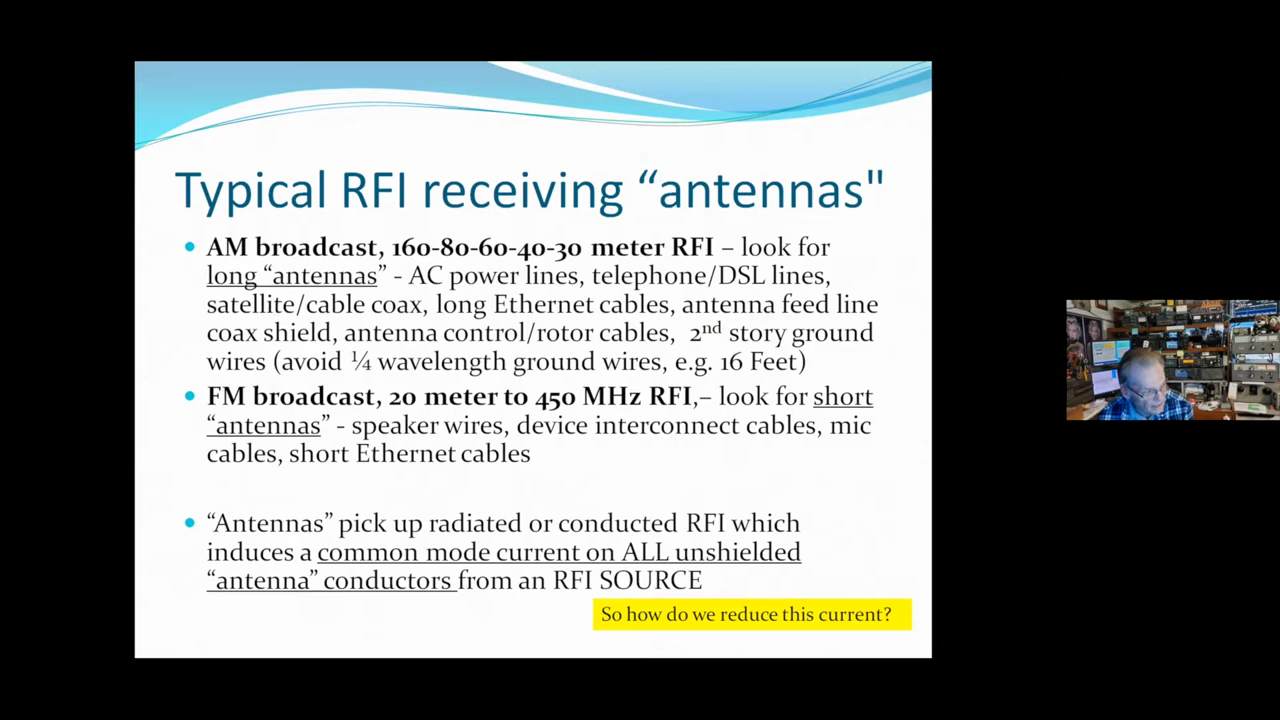 Typical RFI receiving “antennas"
• AM broadcast, 160-80-60-40-30 meter RFI – look for
long “antennas” - AC power lines, telephone/DSL lines,
satellite/cable coax, long Ethernet cables, antenna feed line
coax shield, antenna control/rotor cables, 2nd story ground
wires (avoid ¼ wavelength ground wires, e.g. 16 Feet)
• FM broadcast, 20 meter to 450 MHz RFI,– look for short
“antennas” - speaker wires, device interconnect cables, mic
cables, short Ethernet cables
• “Antennas” pick up radiated or conducted RFI which
induces a common mode current on ALL unshielded
“antenna” conductors from an RFI SOURCE
So how do we reduce this current?